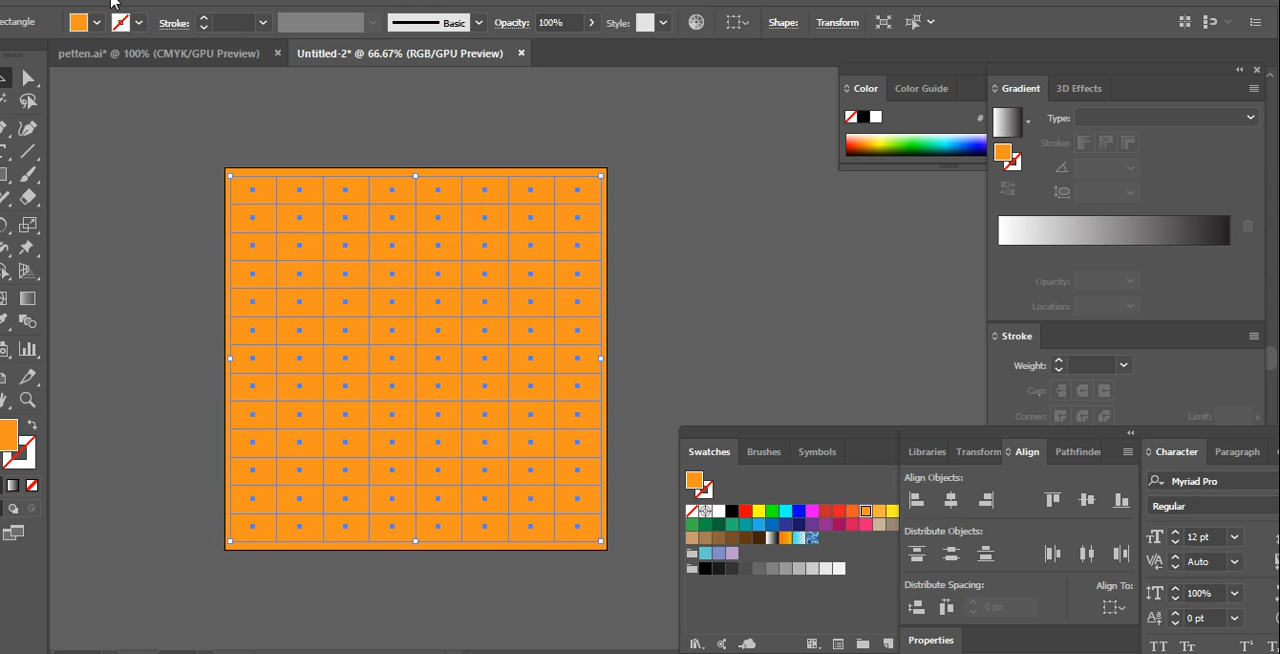 ectangle Stroke: Basic Opacity: 100% Style: Shape: Transform
petten.ai* @ 100% (CMYK/GPU Preview) × Untitled-2* @ 66.67% (RGB/GPU Preview) ×
Color Color Guide
#
Gradient 3D Effects
Type:
Stroke:
Opacity:
Location:
Stroke
Weight:
Cap:
Corner: Limit:
Swatches Brushes Symbols
Libraries Transform Align Pathfinder
Align Objects:
Distribute Objects:
Distribute Spacing: Align To:
0 px
Properties
Character Paragraph
Myriad Pro
Regular
12 pt
Auto
100%
0 pt
TT Tr T¹